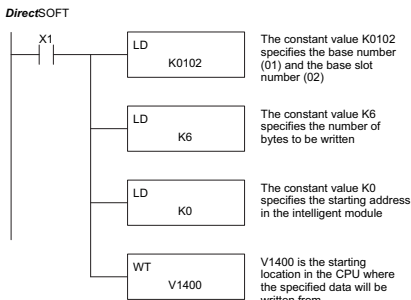 DirectSOFT
X1
LD
K0102
The constant value K0102
specifies the base number
(01) and the base slot
number (02)
LD
K6
The constant value K6
specifies the number of
bytes to be written
LD
K0
The constant value K0
specifies the starting address
in the intelligent module
WT
V1400
V1400 is the starting
location in the CPU where
the specified data will be
written from